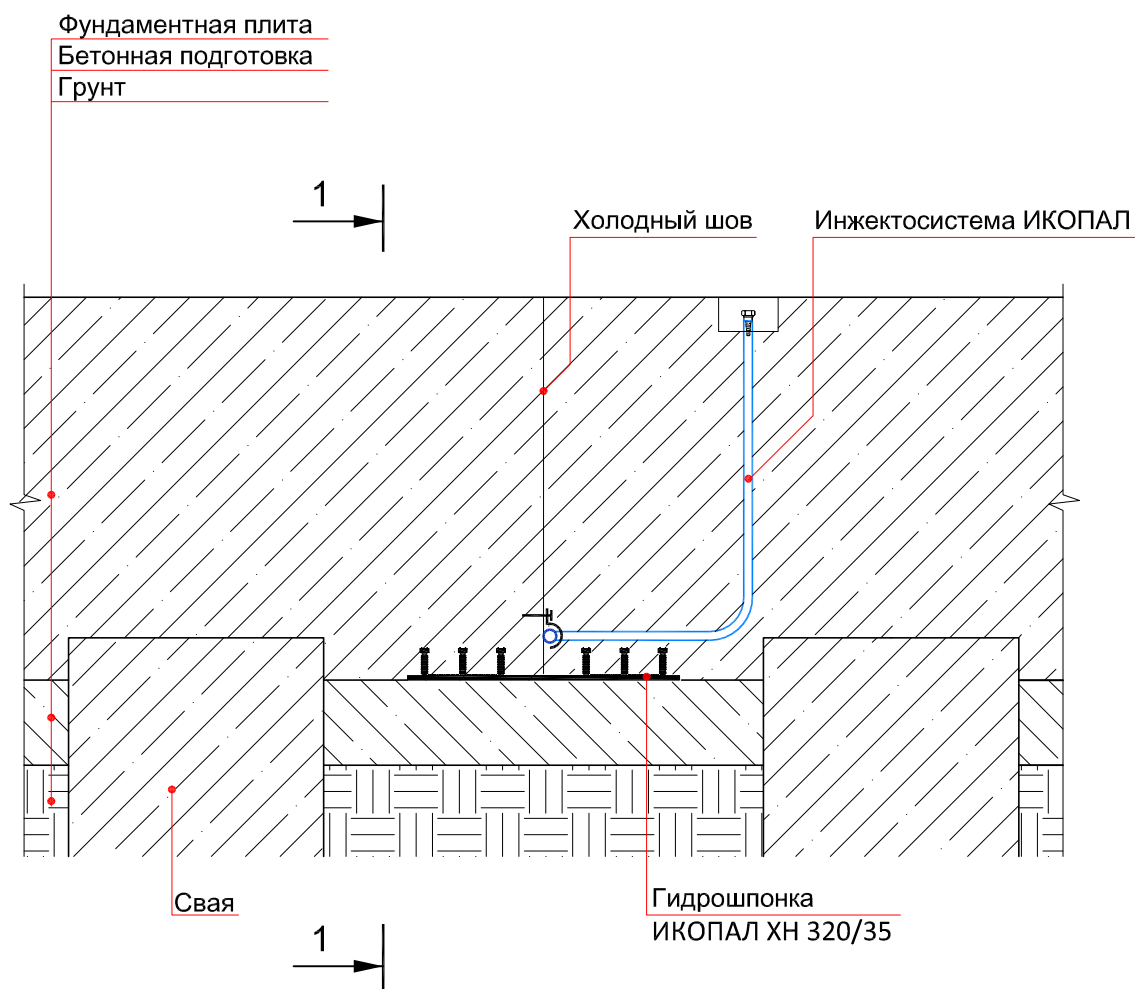 Фундаментная плита
Бетонная подготовка
Грунт
1
Холодный шов
Инжектосистема ИКОПАЛ
Свая
Гидрошпонка
ИКОПАЛ ХН 320/35
1